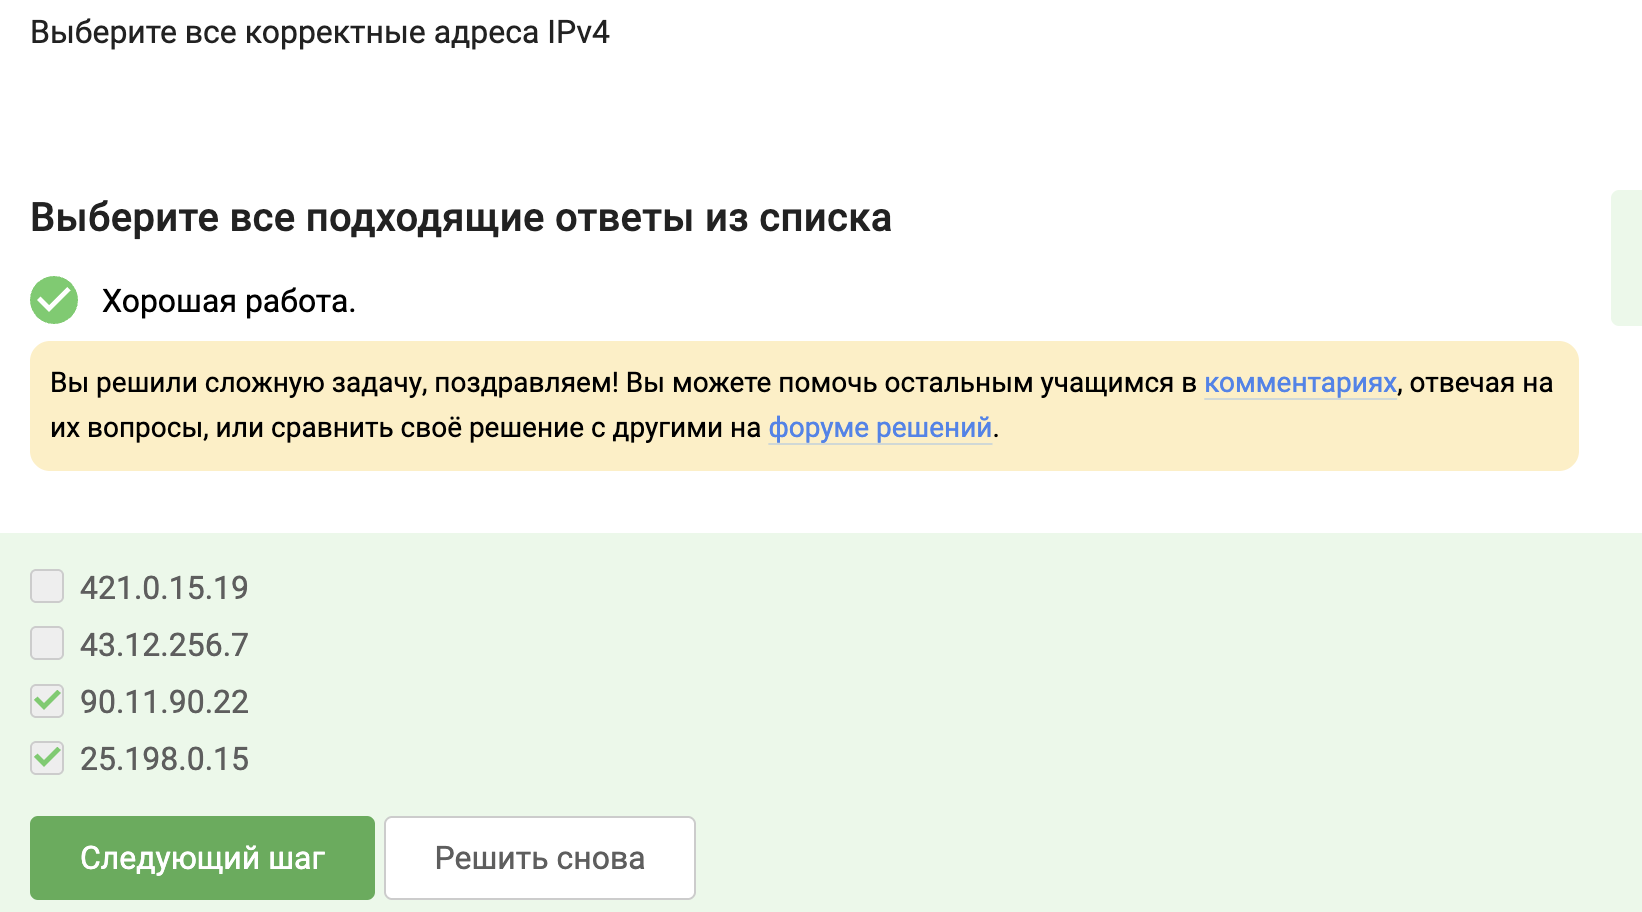 Выберите все корректные адреса IPv4
Выберите все подходящие ответы из списка
Хорошая работа.
Вы решили сложную задачу, поздравляем! Вы можете помочь остальным учащимся в комментариях, отвечая на
их вопросы, или сравнить своё решение с другими на форуме решений.
421.0.15.19
43.12.256.7
90.11.90.22
25.198.0.15
Следующий шаг
Решить снова